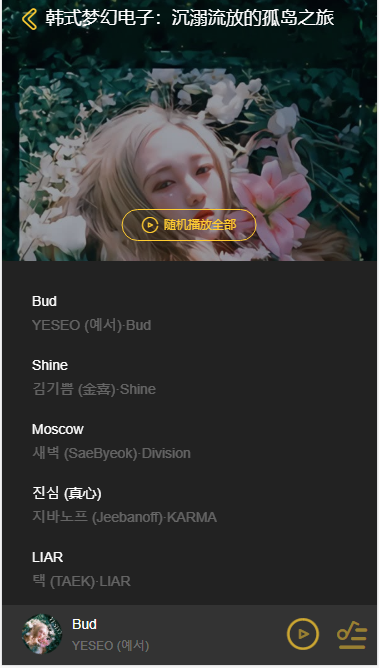 韩式梦幻电子：沉溺流放的孤岛之旅
随机播放全部
Bud
YESEO (예서)·Bud
Shine
김기쁨 (金喜)·Shine
Moscow
새벽 (SaeByeok)·Division
진심 (真心)
지바노프 (Jeebanoff)·KARMA
LIAR
택 (TAEK)·LIAR
Bud
YESEO (예서)